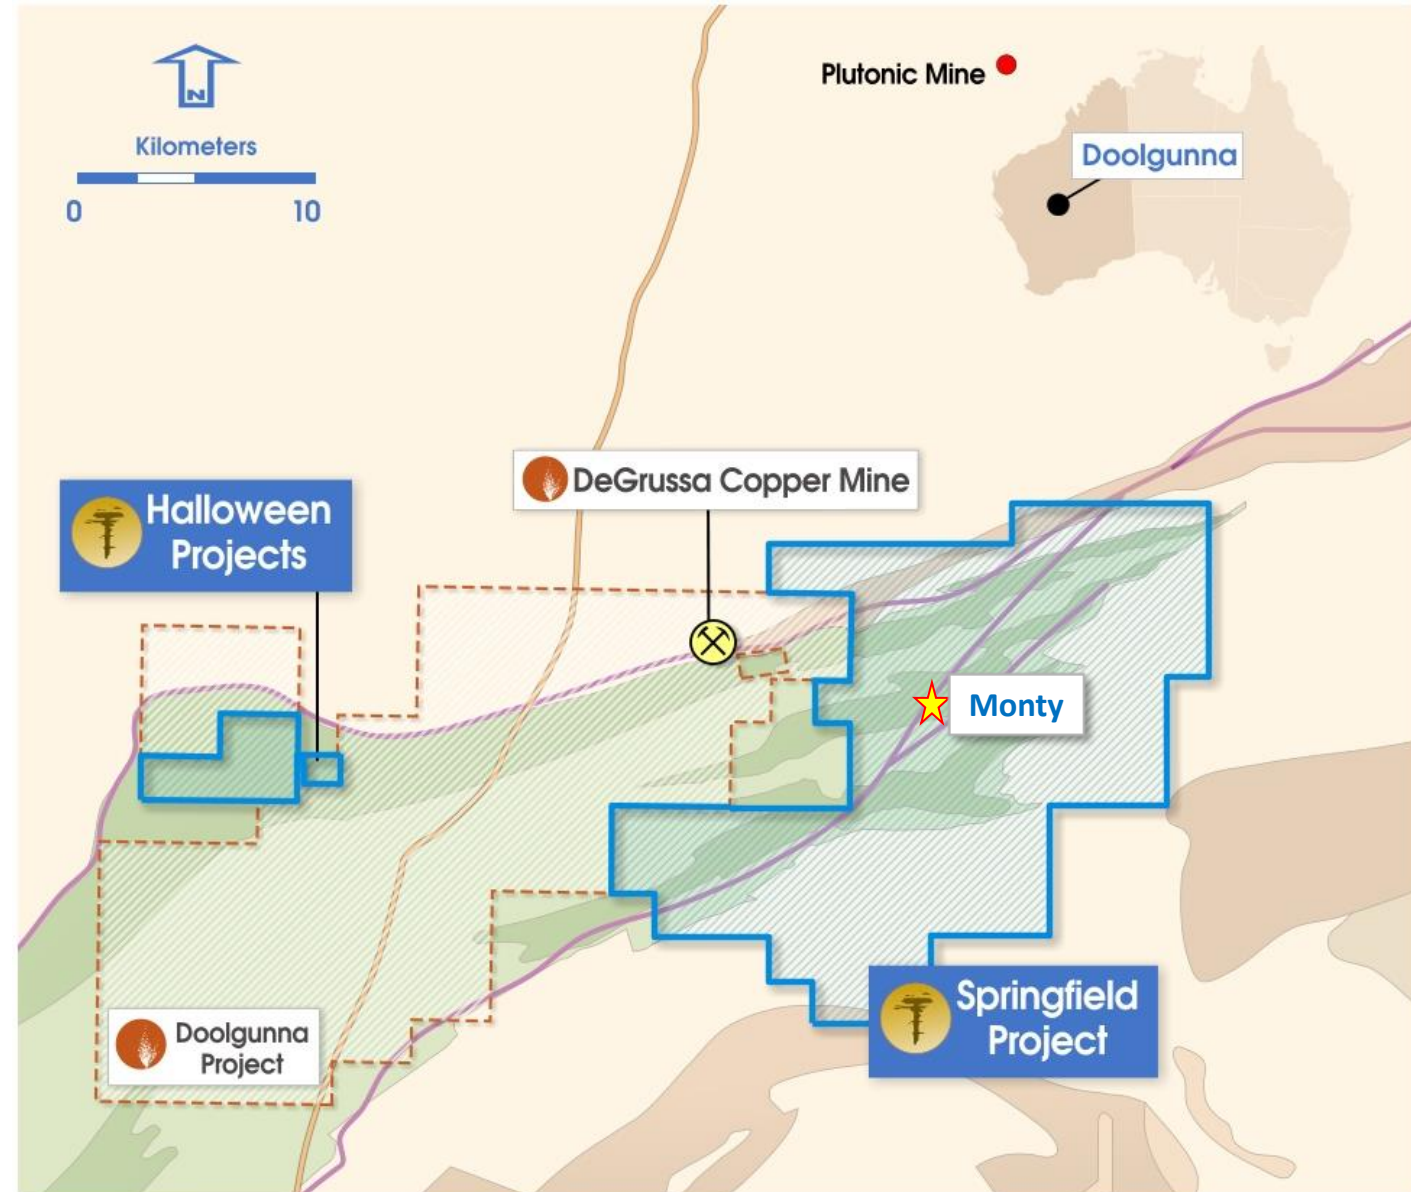 N
Kilometers
0 10
Plutonic Mine
Doolgunna
DeGrussa Copper Mine
Halloween
Projects
Monty
Springfield
Project
Doolgunna
Project